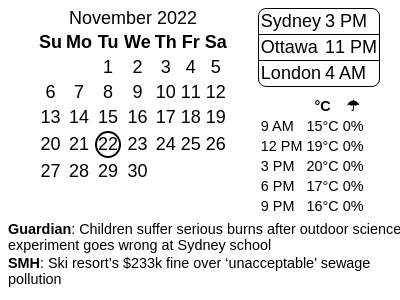 November 2022
Su Mo Tu We Th Fr Sa
1 2 3 4 5
6 7 8 9 10 11 12
13 14 15 16 17 18 19
20 21 22 23 24 25 26
27 28 29 30
Sydney 3 PM
Ottawa 11 PM
London 4 AM
°C ☂
9 AM 15°C 0%
12 PM 19°C 0%
3 PM 20°C 0%
6 PM 17°C 0%
9 PM 16°C 0%
Guardian: Children suffer serious burns after outdoor science
experiment goes wrong at Sydney school
SMH: Ski resort’s $233k fine over ‘unacceptable’ sewage
pollution